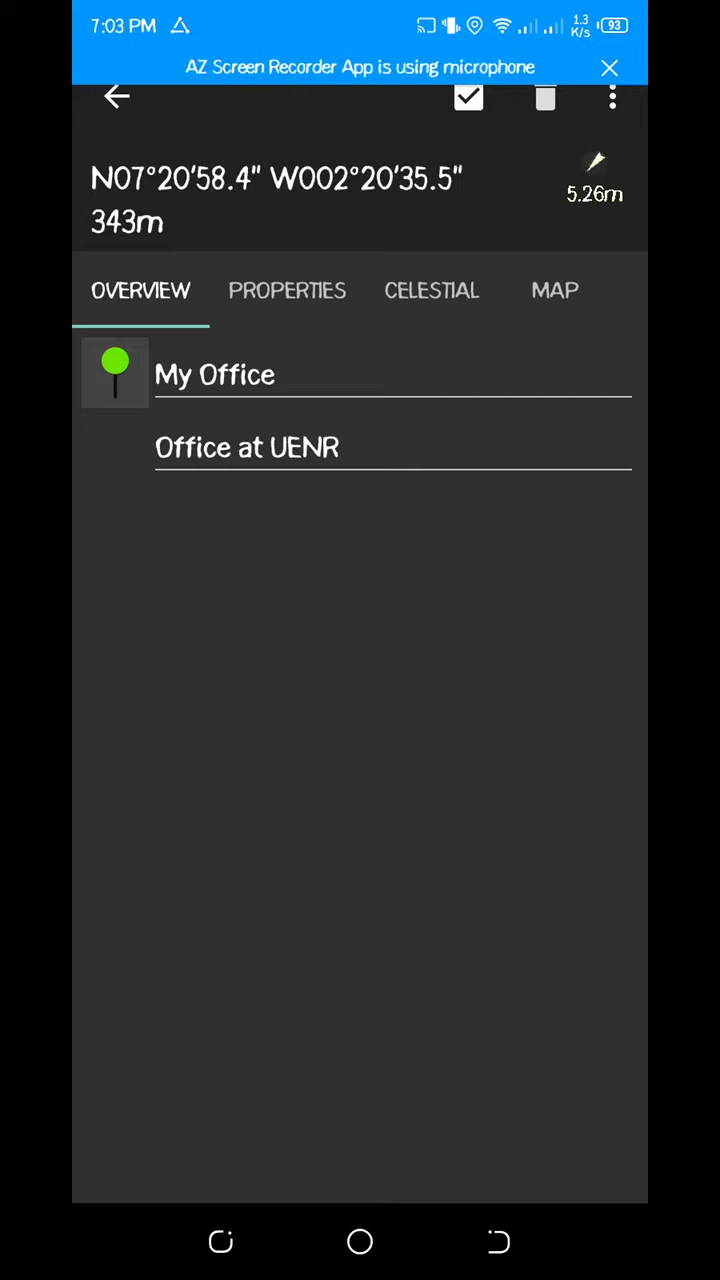 7:03 PM
1.3
K/s
93
AZ Screen Recorder App is using microphone
N07°20'58.4" W002°20'35.5"
343m
5.26m
OVERVIEW PROPERTIES CELESTIAL MAP
My Office
Office at UENR